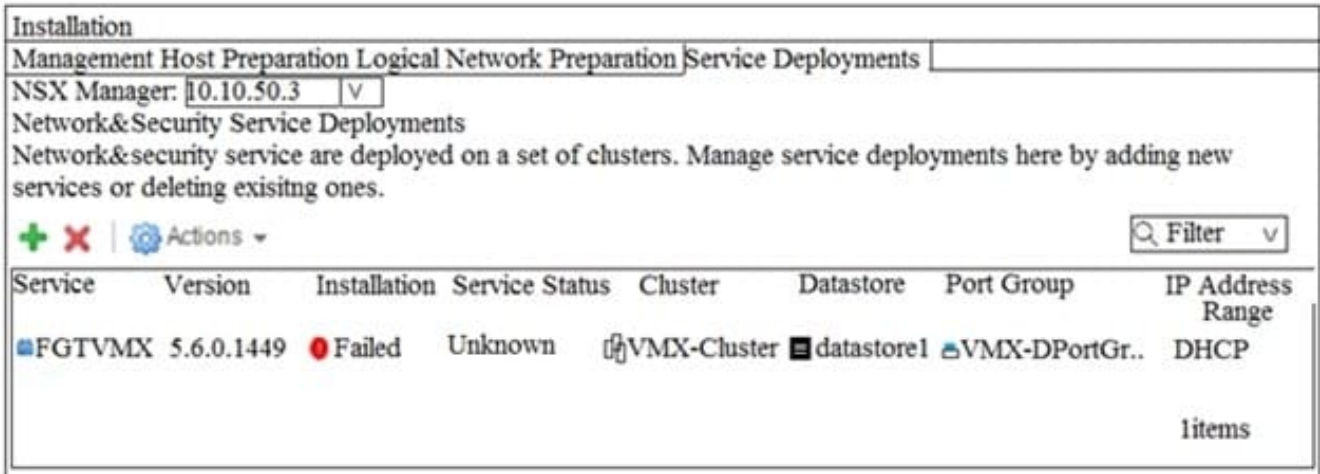 Installation
Management Host Preparation Logical Network Preparation Service Deployments
NSX Manager: 10.10.50.3 V
Network&Security Service Deployments
Network&security service are deployed on a set of clusters. Manage service deployments here by adding new
services or deleting exisitng ones.
Actions
Filter V
Service Version Installation Service Status Cluster Datastore Port Group IP Address
Range
FGTVMX 5.6.0.1449 Failed Unknown VMX-Cluster datastore1 VMX-DPortGr.. DHCP
1items